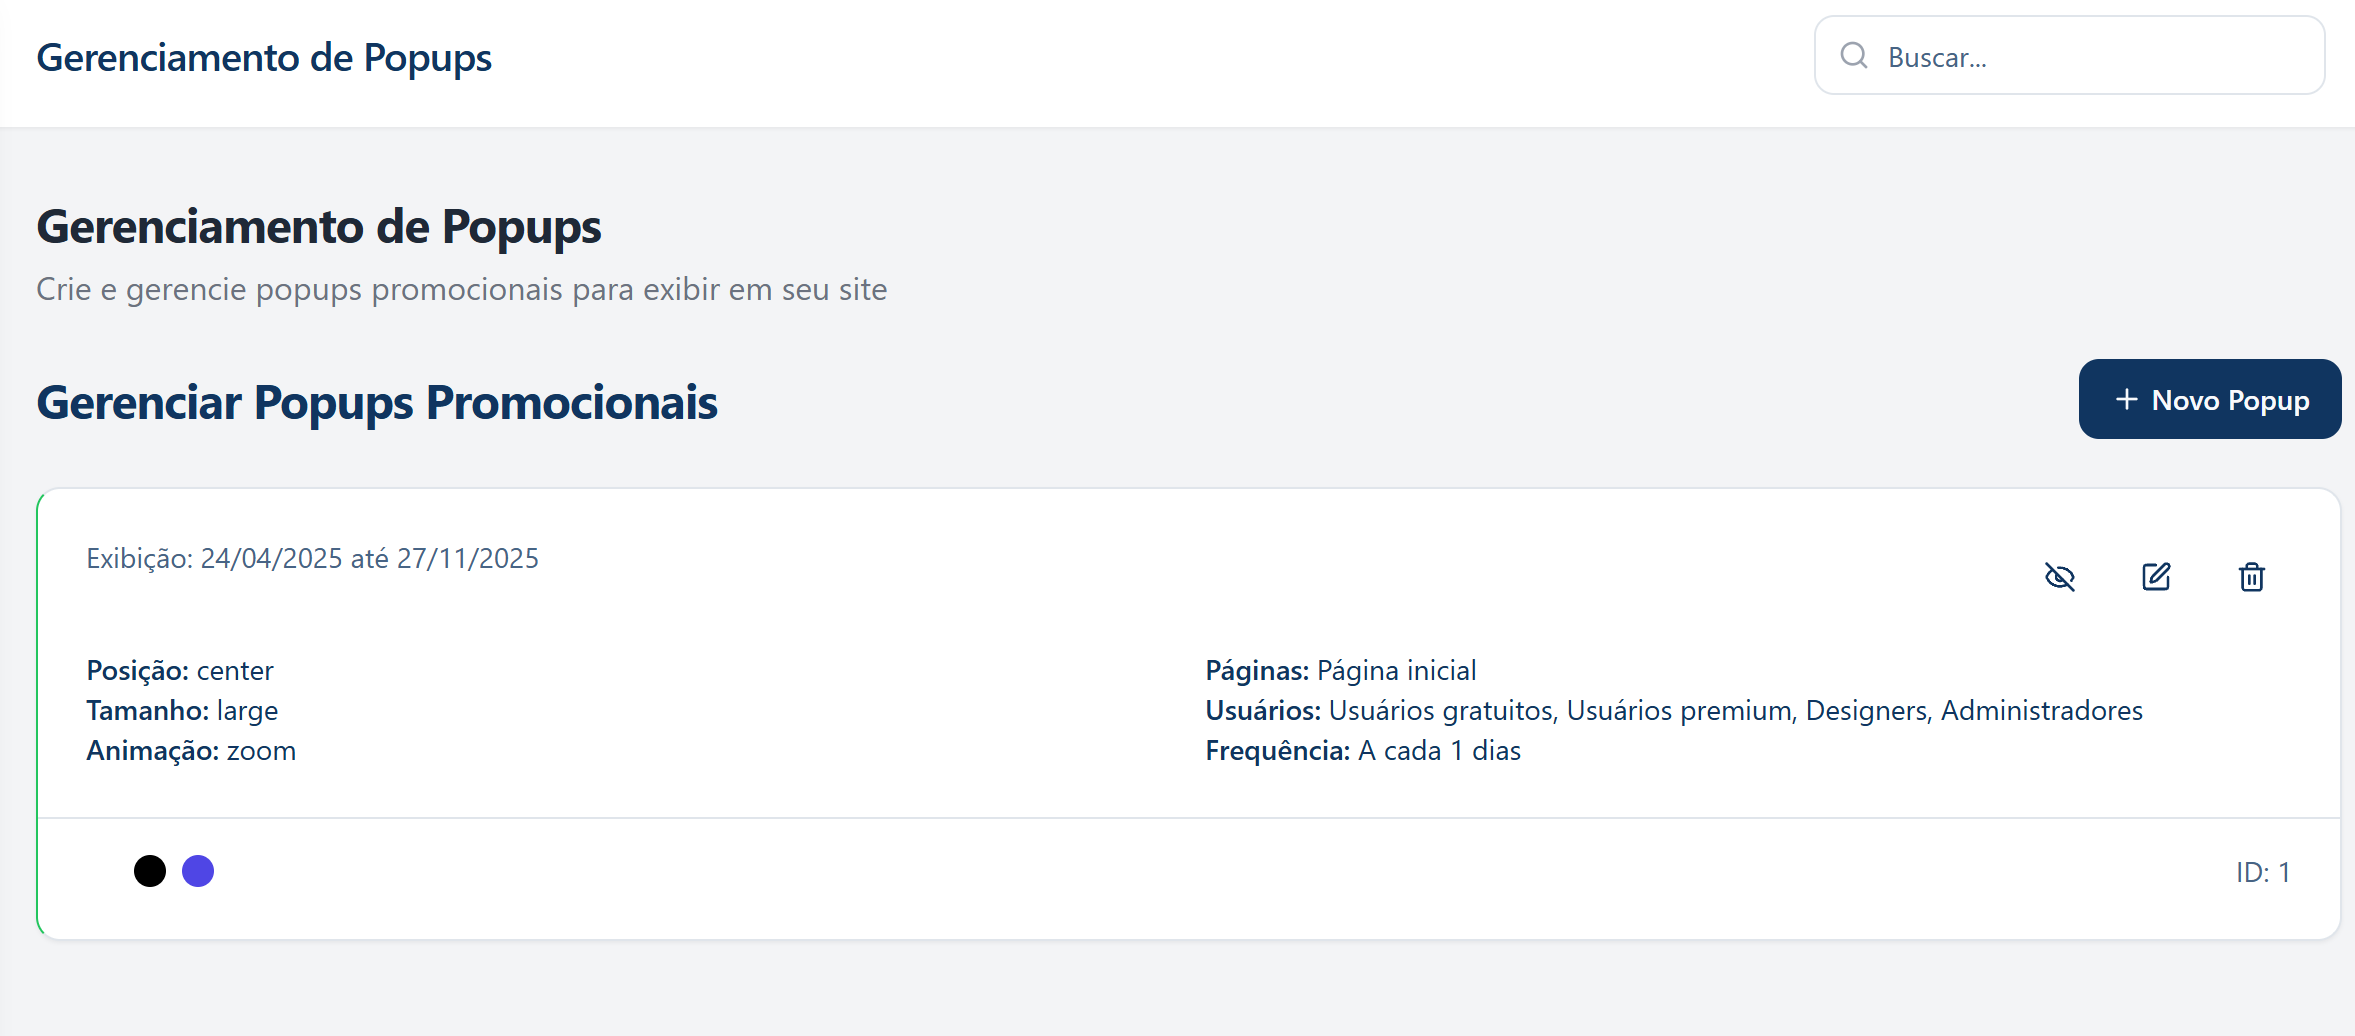 Gerenciamento de Popups
Buscar...
Gerenciamento de Popups
Crie e gerencie popups promocionais para exibir em seu site
Gerenciar Popups Promocionais
Novo Popup
Exibição: 24/04/2025 até 27/11/2025
Posição: center
Tamanho: large
Animação: zoom
Páginas: Página inicial
Usuários: Usuários gratuitos, Usuários premium, Designers, Administradores
Frequência: A cada 1 dias
ID: 1